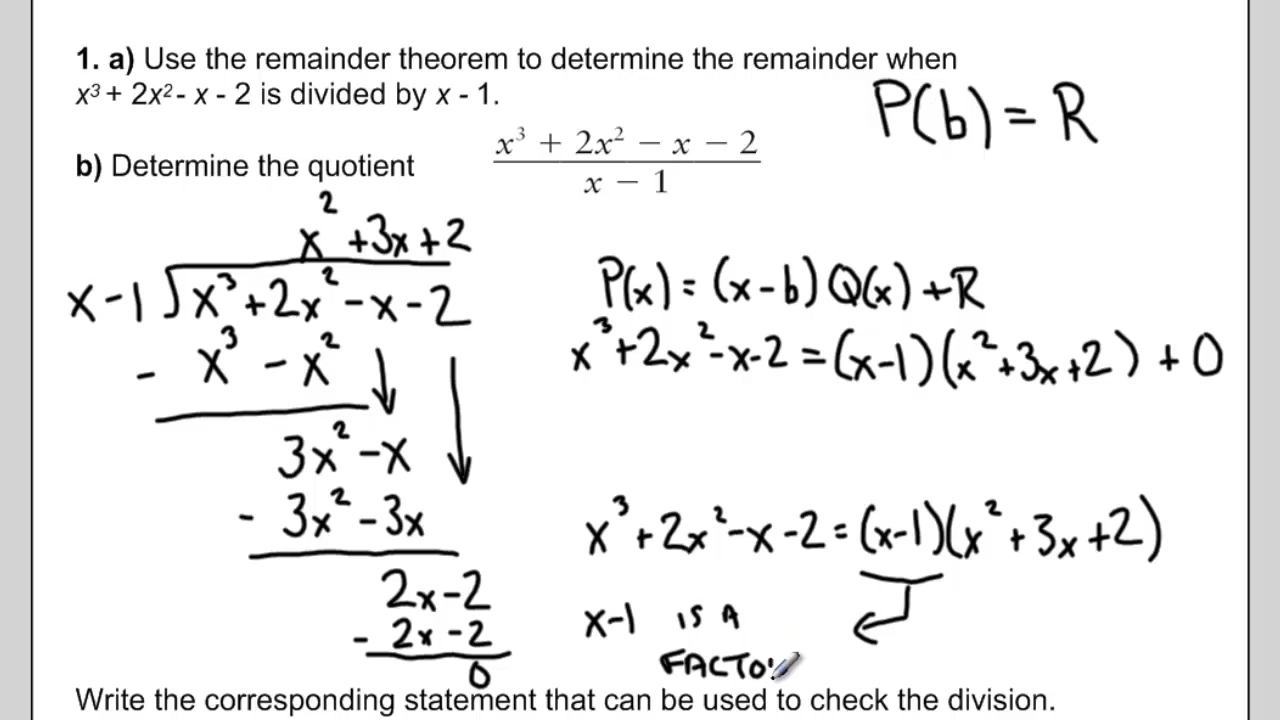 1. a) Use the remainder theorem to determine the remainder when
x³ + 2x² - x - 2 is divided by x - 1.
P(b) = R
b) Determine the quotient
x³ + 2x² − x − 2
x − 1
x² +3x +2
x-1 x³ +2x² -x -2
- x³ - x²
3x² -x
- 3x² -3x
2x -2
- 2x -2
0
P(x) = (x-b) Q(x) + R
x³ +2x² -x-2 = (x-1)(x² +3x +2) + 0
x³ +2x² -x -2 = (x-1)(x² +3x +2)
x-1 IS A
FACTO
Write the corresponding statement that can be used to check the division.